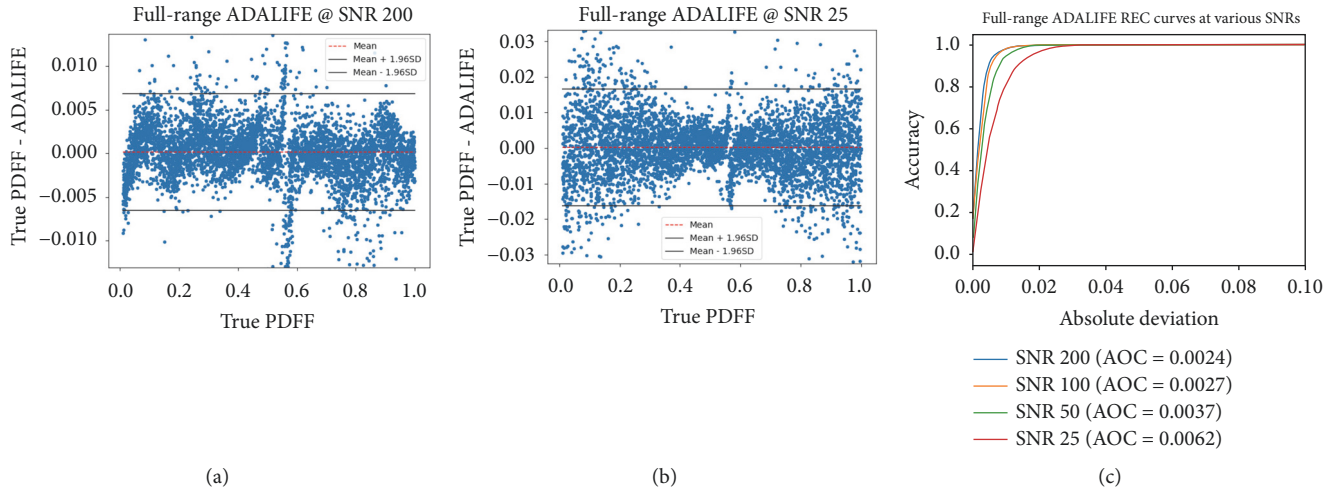 Full-range ADALIFE @ SNR 200
True PDFF - ADALIFE
0.010
0.005
0.000
−0.005
−0.010
Mean
Mean + 1.96SD
Mean - 1.96SD
0.0 0.2 0.4 0.6 0.8 1.0
True PDFF
(a)
Full-range ADALIFE @ SNR 25
True PDFF - ADALIFE
0.03
0.02
0.01
0.00
−0.01
−0.02
−0.03
Mean
Mean + 1.96SD
Mean - 1.96SD
0.0 0.2 0.4 0.6 0.8 1.0
True PDFF
(b)
Full-range ADALIFE REC curves at various SNRs
Accuracy
1.0
0.8
0.6
0.4
0.2
0.0
0.00 0.02 0.04 0.06 0.08 0.10
Absolute deviation
SNR 200 (AOC = 0.0024)
SNR 100 (AOC = 0.0027)
SNR 50 (AOC = 0.0037)
SNR 25 (AOC = 0.0062)
(c)